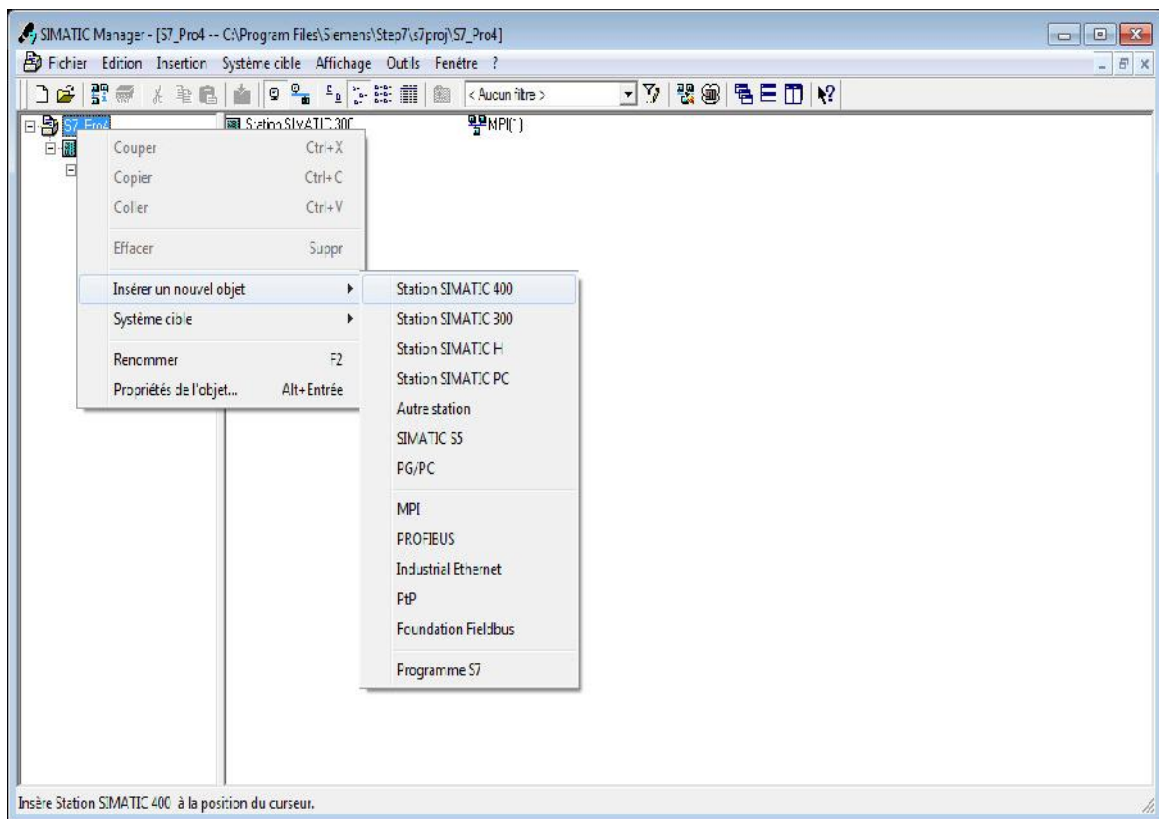 SIMATIC Manager - [S7_Pro4 -- C:\Program Files\Siemens\Step7\s7proj\S7_Pro4]
Fichier Edition Insertion Système cible Affichage Outils Fenêtre ?
< Aucun filtre >
S7_Pro4
Station SIMATIC 300
MPI(1)
Couper Ctrl+X
Copier Ctrl+C
Coller Ctrl+V
Effacer Suppr
Insérer un nouvel objet
Système cible
Renommer F2
Propriétés de l'objet... Alt+Entrée
Station SIMATIC 400
Station SIMATIC 300
Station SIMATIC H
Station SIMATIC PC
Autre station
SIMATIC S5
PG/PC
MPI
PROFIBUS
Industrial Ethernet
PtP
Foundation Fieldbus
Programme S7
Insère Station SIMATIC 400 à la position du curseur.